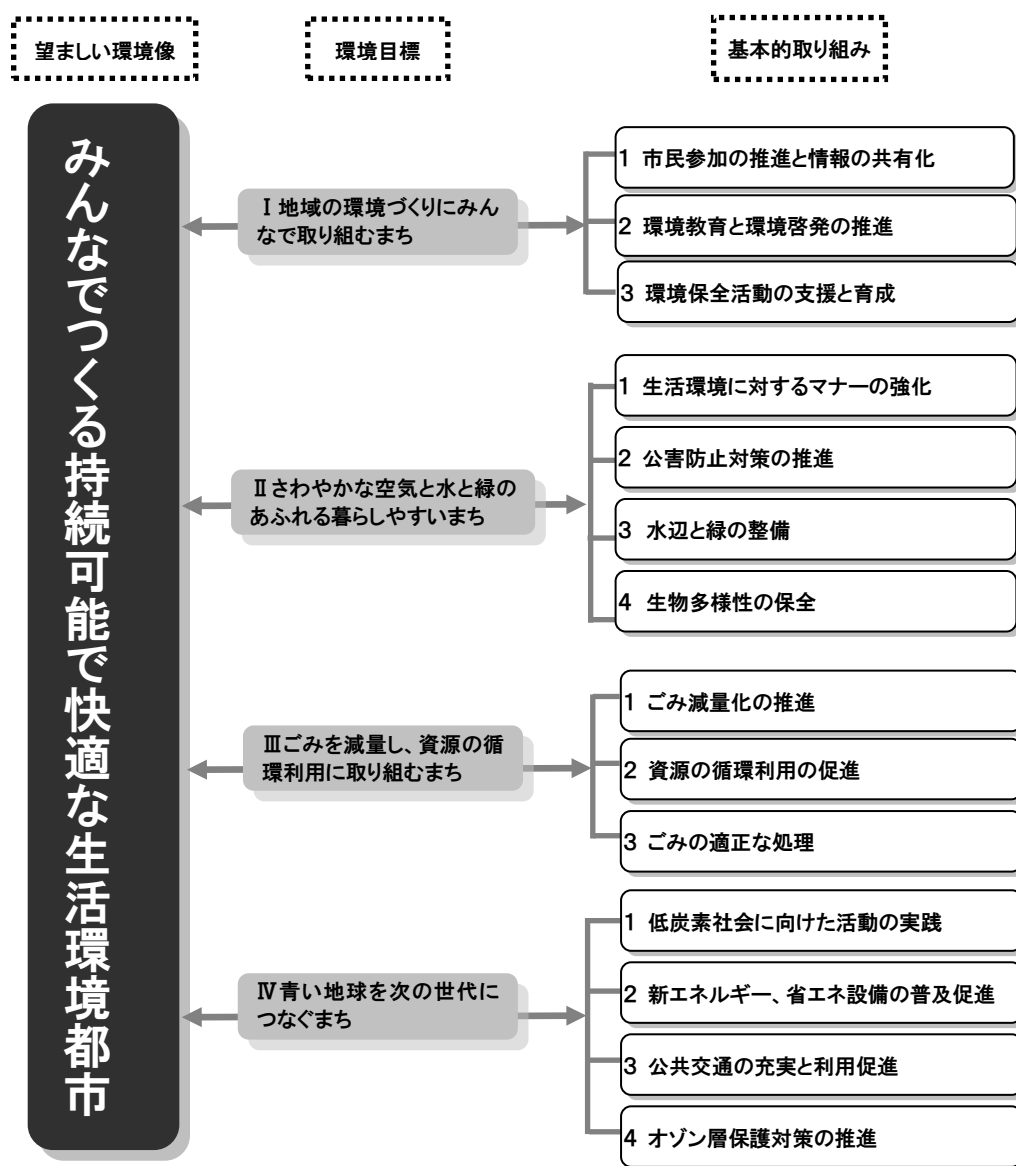 望ましい環境像
環境目標
基本的取り組み
みんなでつくる持続可能で快適な生活環境都市
Ⅰ 地域の環境づくりにみん
なで取り組むまち
1 市民参加の推進と情報の共有化
2 環境教育と環境啓発の推進
3 環境保全活動の支援と育成
Ⅱさわやかな空気と水と緑の
あふれる暮らしやすいまち
1 生活環境に対するマナーの強化
2 公害防止対策の推進
3 水辺と緑の整備
4 生物多様性の保全
Ⅲごみを減量し、資源の循
環利用に取り組むまち
1 ごみ減量化の推進
2 資源の循環利用の促進
3 ごみの適正な処理
Ⅳ青い地球を次の世代に
つなぐまち
1 低炭素社会に向けた活動の実践
2 新エネルギー、省エネ設備の普及促進
3 公共交通の充実と利用促進
4 オゾン層保護対策の推進